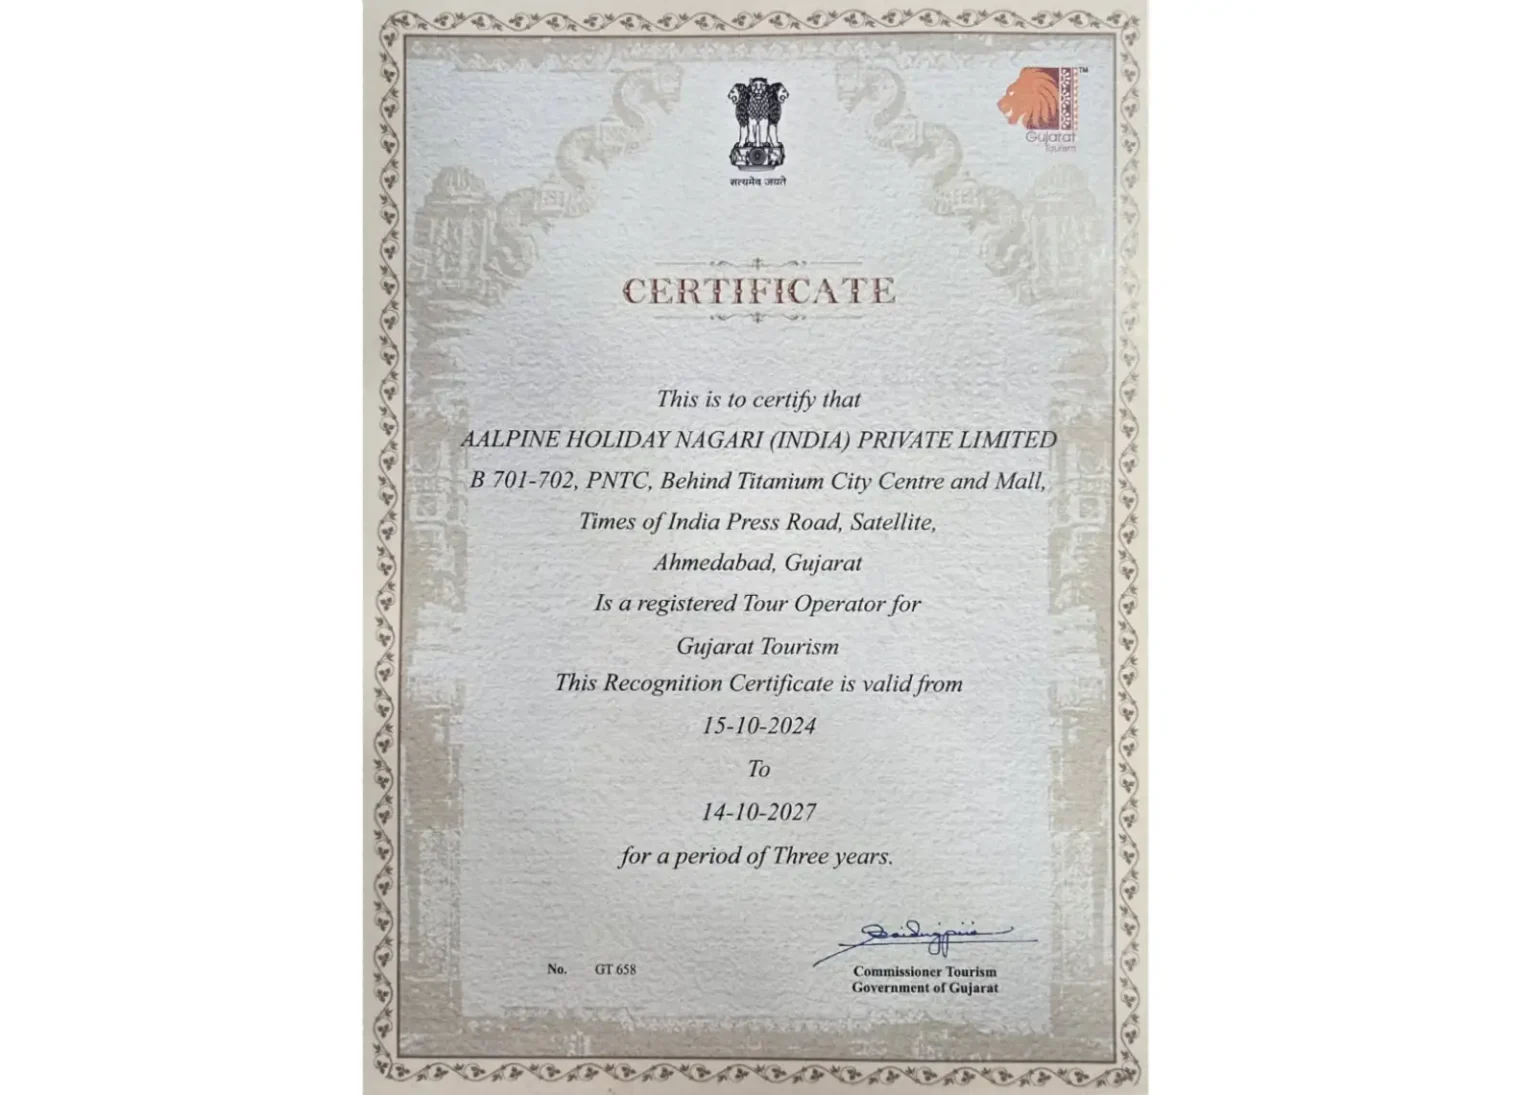 सत्यमेव जयते
TM
Gujarat
Tourism
CERTIFICATE
This is to certify that
AALPINE HOLIDAY NAGARI (INDIA) PRIVATE LIMITED
B 701-702, PNTC, Behind Titanium City Centre and Mall,
Times of India Press Road, Satellite,
Ahmedabad, Gujarat
Is a registered Tour Operator for
Gujarat Tourism
This Recognition Certificate is valid from
15-10-2024
To
14-10-2027
for a period of Three years.
No. GT 658
Commissioner Tourism
Government of Gujarat